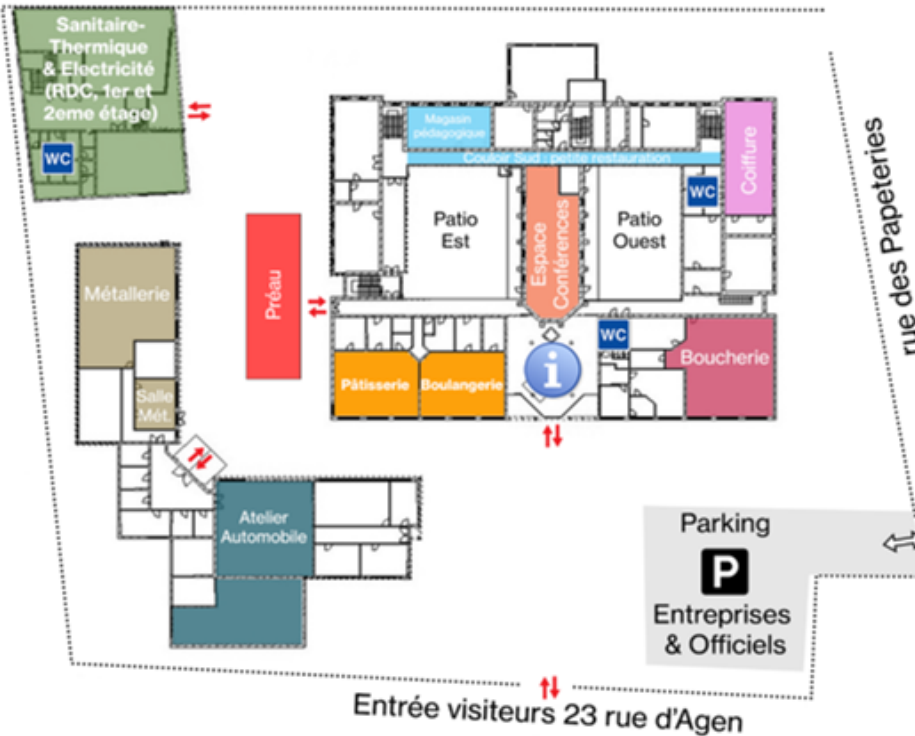 Sanitaire-
Thermique
& Electricité
(RDC, 1er et
2eme étage)
WC
Magasin
pédagogique
Couloir Sud : petite restauration
Coiffure
WC
Patio
Est
Espace
Conférences
Patio
Ouest
rue des Papeteries
Métallerie
Préau
Salle
Mét.
Pâtisserie
Boulangerie
i
WC
Boucherie
Atelier
Automobile
Parking
P
Entreprises
& Officiels
Entrée visiteurs 23 rue d'Agen